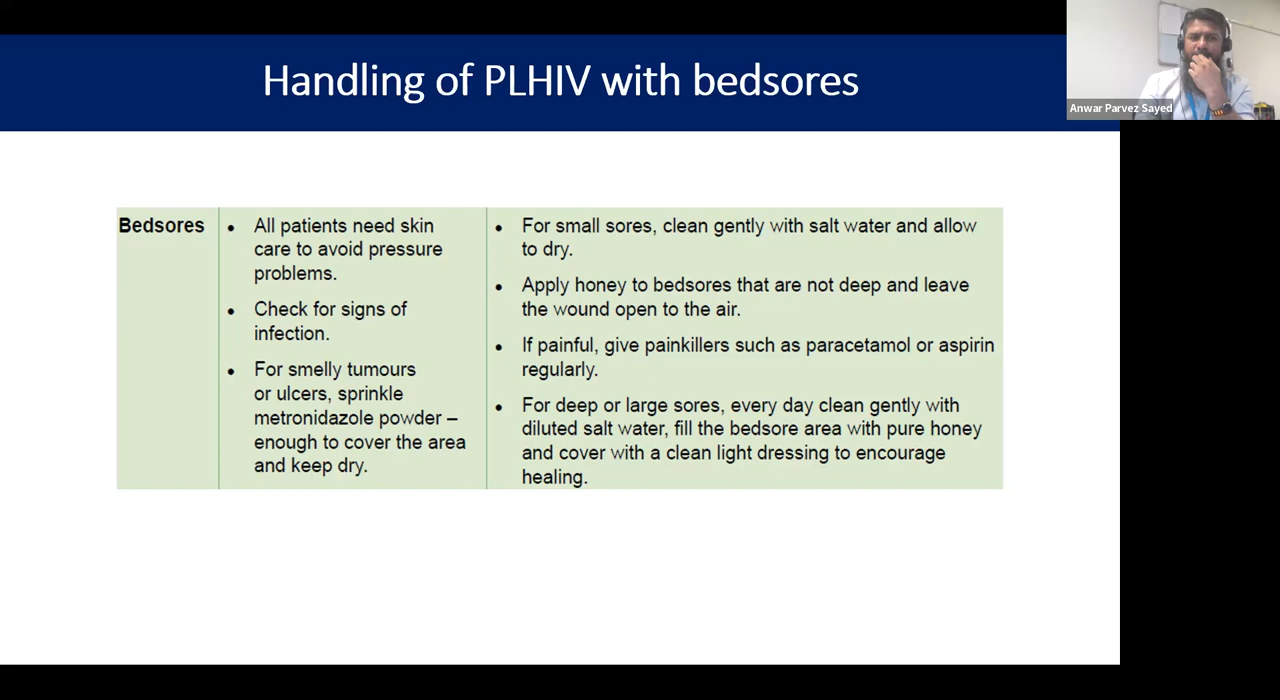 Handling of PLHIV with bedsores
Anwar Parvez Sayed
Bedsores
• All patients need skin
care to avoid pressure
problems.
• Check for signs of
infection.
• For smelly tumours
or ulcers, sprinkle
metronidazole powder –
enough to cover the area
and keep dry.
• For small sores, clean gently with salt water and allow
to dry.
• Apply honey to bedsores that are not deep and leave
the wound open to the air.
• If painful, give painkillers such as paracetamol or aspirin
regularly.
• For deep or large sores, every day clean gently with
diluted salt water, fill the bedsore area with pure honey
and cover with a clean light dressing to encourage
healing.